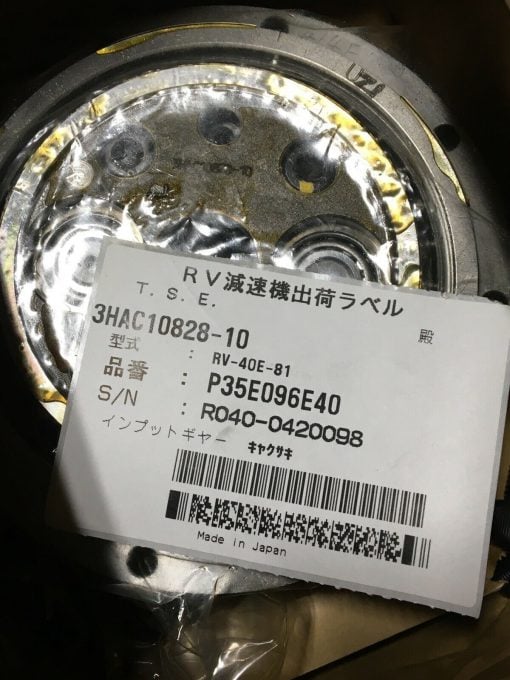 RV減速機出荷ラベル
T. S. E.
殿
3HAC10828-10
型式 : RV-40E-81
品番 : P35E096E40
S/N : R040-0420098
インプットギヤー キャクサキ
Made in Japan